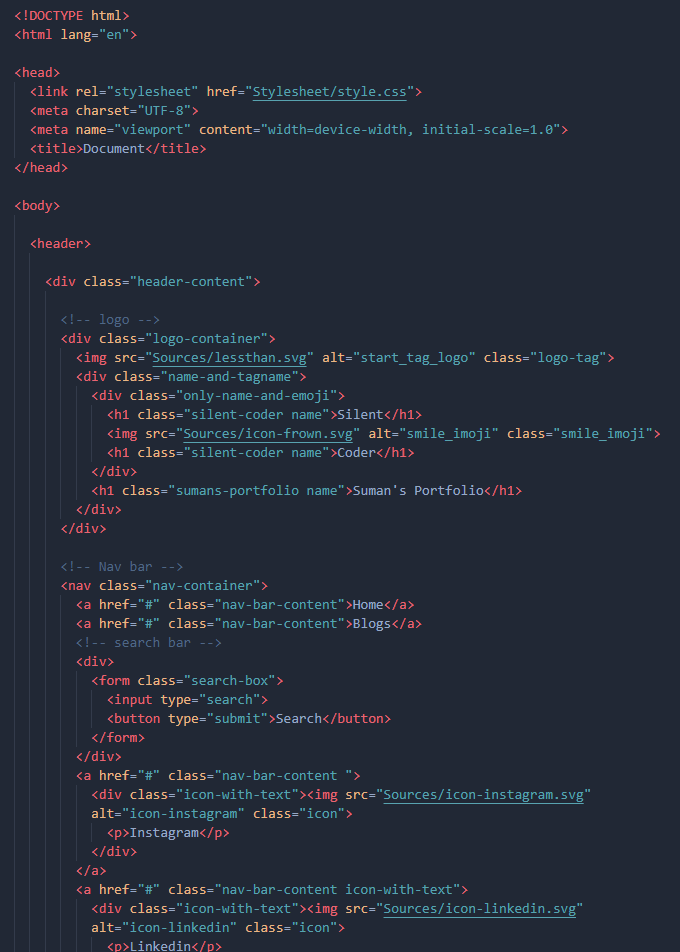 <!DOCTYPE html>
<html lang="en">
<head>
<link rel="stylesheet" href="Stylesheet/style.css">
<meta charset="UTF-8">
<meta name="viewport" content="width=device-width, initial-scale=1.0">
<title>Document</title>
</head>
<body>
<header>
<div class="header-content">
<!-- logo -->
<div class="logo-container">
<img src="Sources/lessthan.svg" alt="start_tag_logo" class="logo-tag">
<div class="name-and-tagname">
<div class="only-name-and-emoji">
<h1 class="silent-coder name">Silent</h1>
<img src="Sources/icon-frown.svg" alt="smile_imoji" class="smile_imoji">
<h1 class="silent-coder name">Coder</h1>
</div>
<h1 class="sumans-portfolio name">Suman's Portfolio</h1>
</div>
</div>
<!-- Nav bar -->
<nav class="nav-container">
<a href="#" class="nav-bar-content">Home</a>
<a href="#" class="nav-bar-content">Blogs</a>
<!-- search bar -->
<div>
<form class="search-box">
<input type="search">
<button type="submit">Search</button>
</form>
</div>
<a href="#" class="nav-bar-content ">
<div class="icon-with-text"><img src="Sources/icon-instagram.svg"
alt="icon-instagram" class="icon">
<p>Instagram</p>
</div>
</a>
<a href="#" class="nav-bar-content icon-with-text">
<div class="icon-with-text"><img src="Sources/icon-linkedin.svg"
alt="icon-linkedin" class="icon">
<p>Linkedin</p>